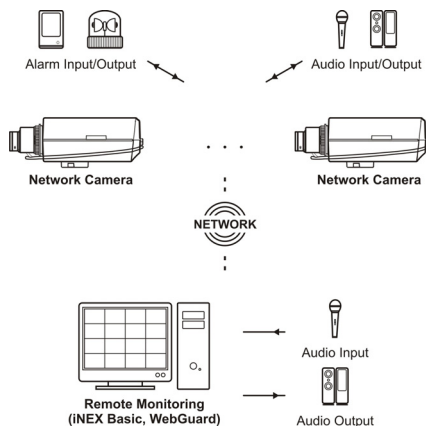 Alarm Input/Output
Audio Input/Output
Network Camera
Network Camera
NETWORK
Audio Input
Remote Monitoring
(iNEX Basic, WebGuard)
Audio Output